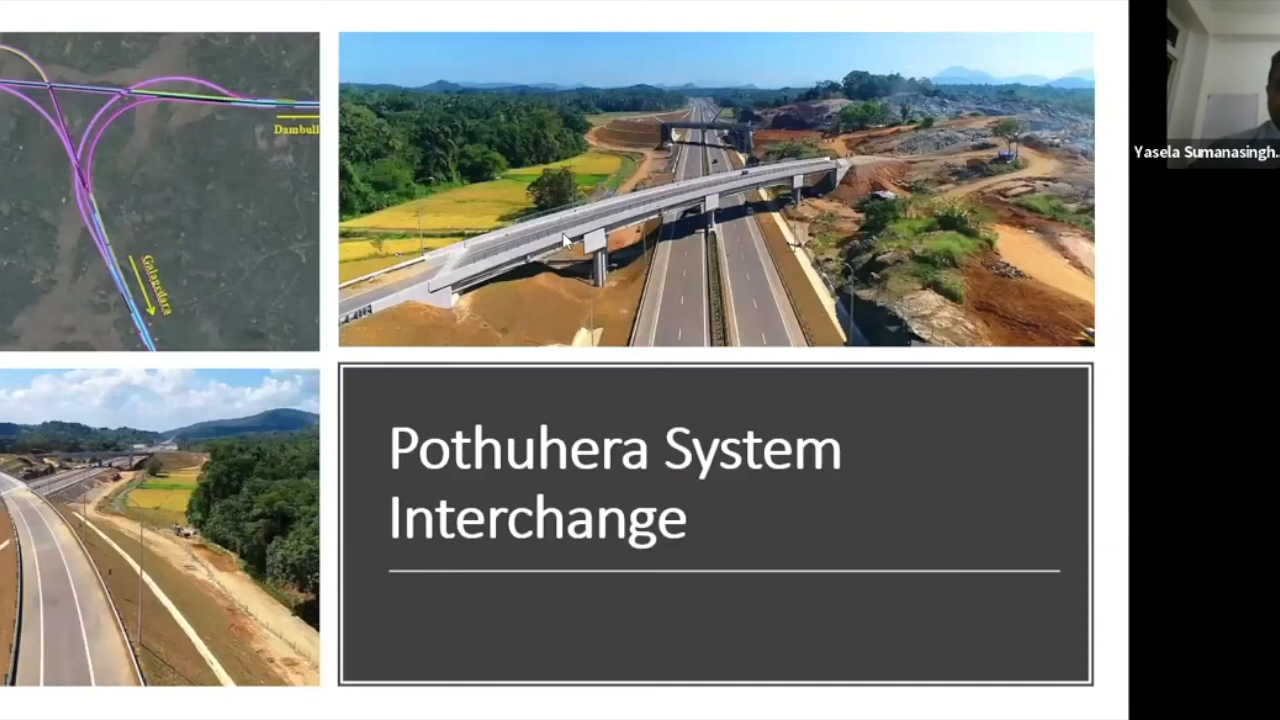 Dambull
Galagedara
Yasela Sumanasingh...
Pothuhera System
Interchange